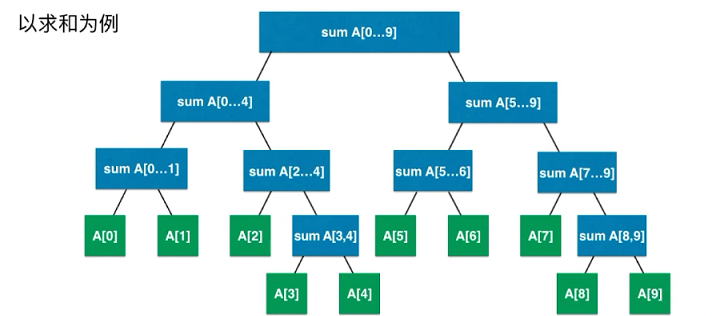 以求和为例
sum A[0...9]
sum A[0...4]
sum A[5...9]
sum A[0...1]
sum A[2...4]
sum A[5...6]
sum A[7...9]
A[0]
A[1]
A[2]
sum A[3,4]
A[5]
A[6]
A[7]
sum A[8,9]
A[3]
A[4]
A[8]
A[9]